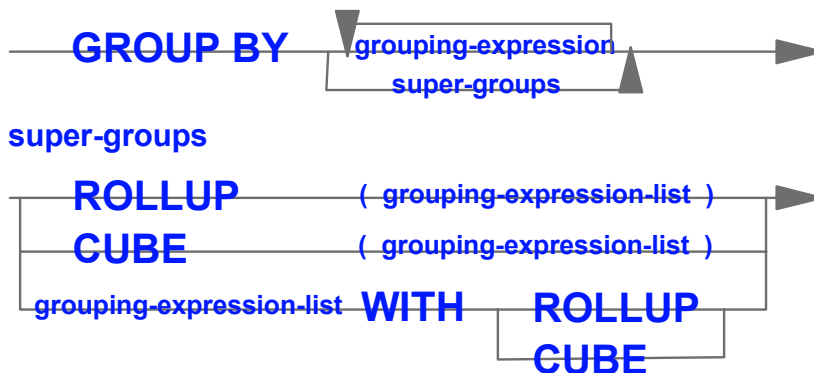 GROUP BY grouping-expression
super-groups
super-groups
ROLLUP ( grouping-expression-list )
CUBE ( grouping-expression-list )
grouping-expression-list WITH ROLLUP
CUBE